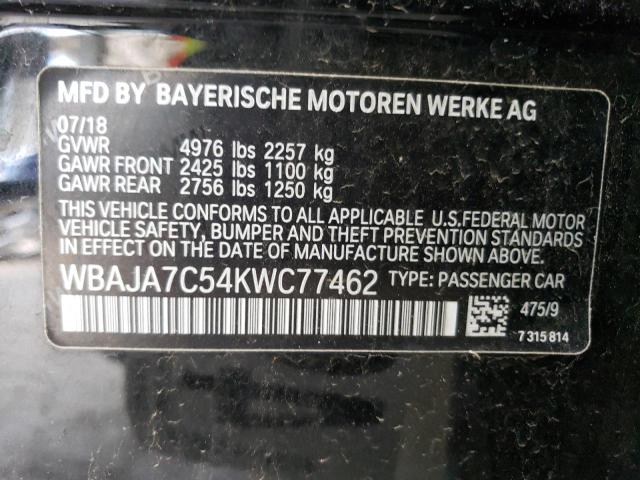 MFD BY BAYERISCHE MOTOREN WERKE AG
07/18
GVWR 4976 lbs 2257 kg
GAWR FRONT 2425 lbs 1100 kg
GAWR REAR 2756 lbs 1250 kg
THIS VEHICLE CONFORMS TO ALL APPLICABLE U.S.FEDERAL MOTOR
VEHICLE SAFETY, BUMPER AND THEFT PREVENTION STANDARDS
IN EFFECT ON THE DATE OF MANUFACTURE SHOWN ABOVE.
WBAJA7C54KWC77462 TYPE: PASSENGER CAR
475/9
7 315 814